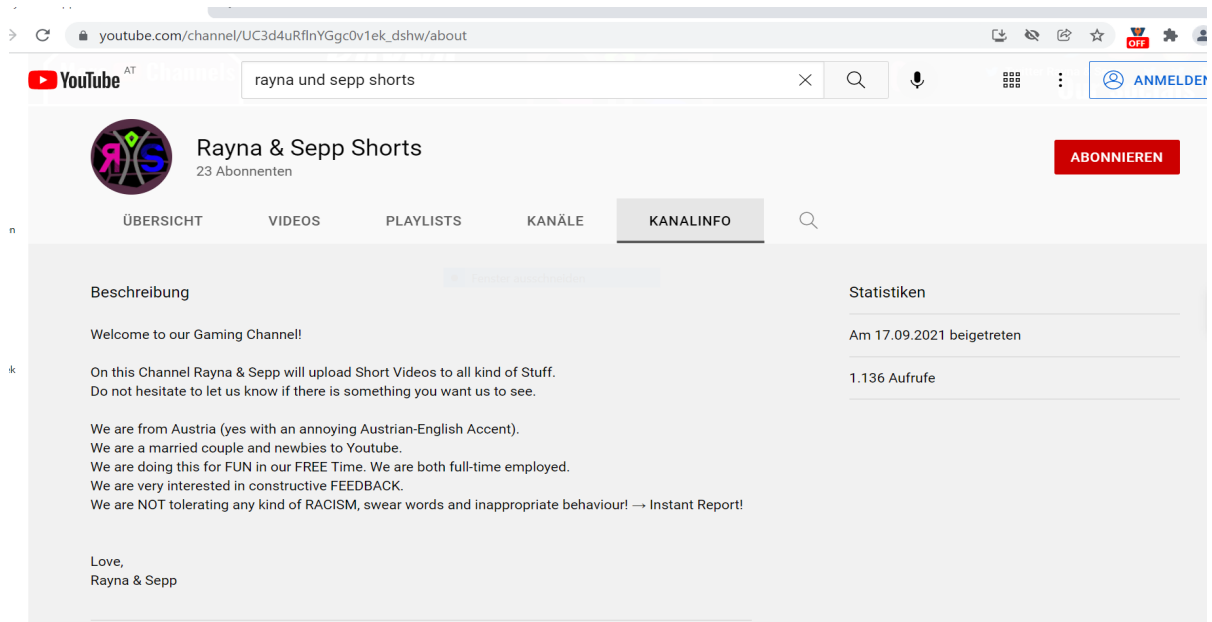 youtube.com/channel/UC3d4uRflnYGgc0v1ek_dshw/about
OFF
YouTube AT
rayna und sepp shorts
ANMELDEN
Rayna & Sepp Shorts
23 Abonnenten
ABONNIEREN
ÜBERSICHT VIDEOS PLAYLISTS KANÄLE KANALINFO
Beschreibung
Welcome to our Gaming Channel!
On this Channel Rayna & Sepp will upload Short Videos to all kind of Stuff.
Do not hesitate to let us know if there is something you want us to see.
We are from Austria (yes with an annoying Austrian-English Accent).
We are a married couple and newbies to Youtube.
We are doing this for FUN in our FREE Time. We are both full-time employed.
We are very interested in constructive FEEDBACK.
We are NOT tolerating any kind of RACISM, swear words and inappropriate behaviour! → Instant Report!
Love,
Rayna & Sepp
Statistiken
Am 17.09.2021 beigetreten
1.136 Aufrufe